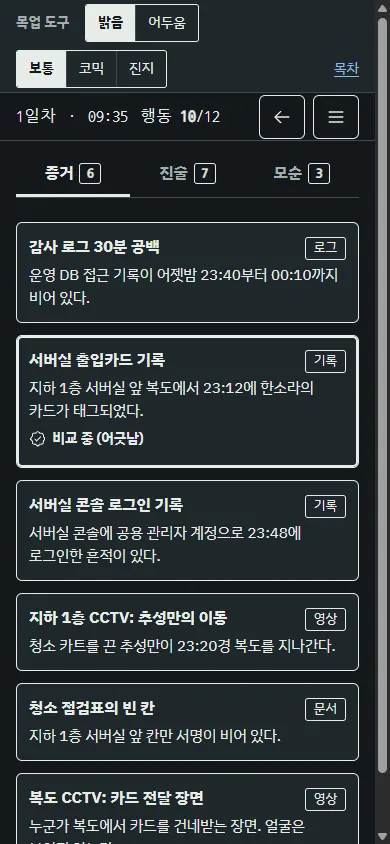 목업 도구 밝음 어두움
보통 코믹 진지 목차
1일차 · 09:35 행동 10/12
증거 6 진술 7 모순 3
감사 로그 30분 공백 로그
운영 DB 접근 기록이 어젯밤 23:40부터 00:10까지
비어 있다.
서버실 출입카드 기록 기록
지하 1층 서버실 앞 복도에서 23:12에 한소라의
카드가 태그되었다.
비교 중 (어긋남)
서버실 콘솔 로그인 기록 기록
서버실 콘솔에 공용 관리자 계정으로 23:48에
로그인한 흔적이 있다.
지하 1층 CCTV: 추성만의 이동 영상
청소 카트를 끈 추성만이 23:20경 복도를 지나간다.
청소 점검표의 빈 칸 문서
지하 1층 서버실 앞 칸만 서명이 비어 있다.
복도 CCTV: 카드 전달 장면 영상
누군가 복도에서 카드를 건네받는 장면. 얼굴은